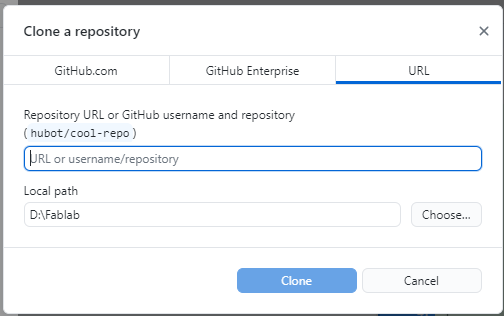 Clone a repository
GitHub.com
GitHub Enterprise
URL
Repository URL or GitHub username and repository
(hubot/cool-repo)
URL or username/repository
Local path
D:\Fablab
Choose...
Clone
Cancel